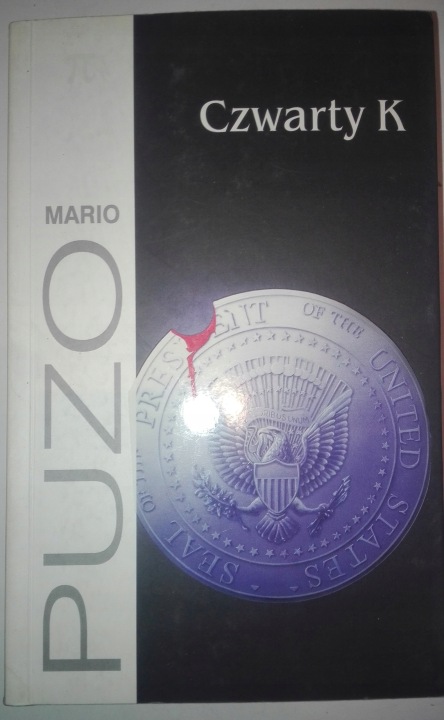 Czwarty K
MARIO
PUZO
SEAL OF THE PRESIDENT OF THE UNITED STATES